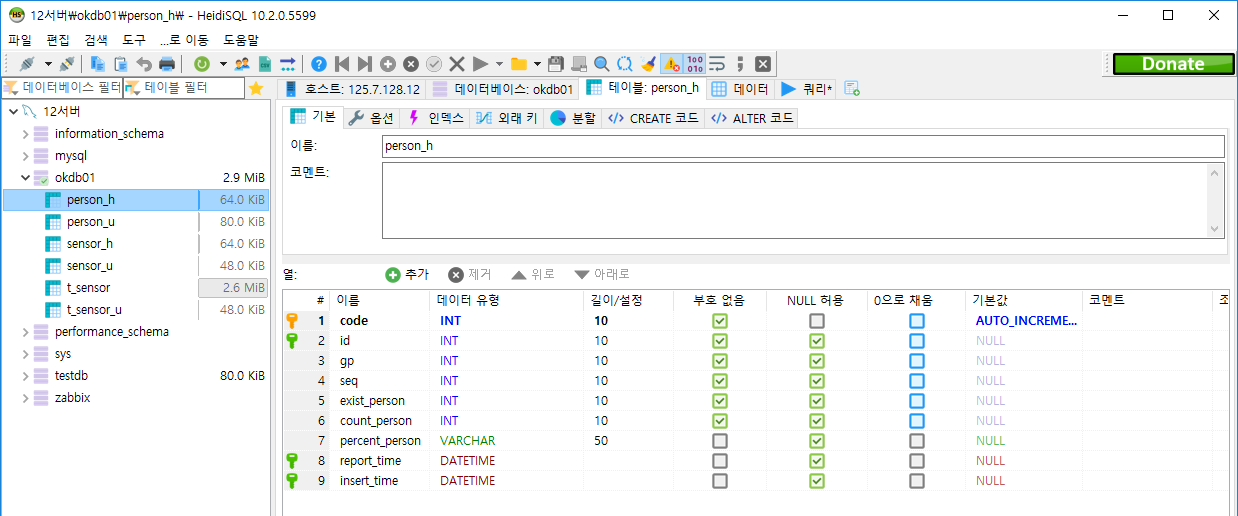 12서버\okdb01\person_h\ - HeidiSQL 10.2.0.5599
파일 편집 검색 도구 ...로 이동 도움말
Donate
데이터베이스 필터 테이블 필터
호스트: 125.7.128.12 데이터베이스: okdb01 테이블: person_h 데이터 쿼리*
12서버
information_schema
mysql
okdb01 2.9 MiB
person_h 64.0 KiB
person_u 80.0 KiB
sensor_h 64.0 KiB
sensor_u 48.0 KiB
t_sensor 2.6 MiB
t_sensor_u 48.0 KiB
performance_schema
sys
testdb 80.0 KiB
zabbix
기본 옵션 인덱스 외래 키 분할 CREATE 코드 ALTER 코드
이름: person_h
코멘트:
열: 추가 제거 위로 아래로
# 이름 데이터 유형 길이/설정 부호 없음 NULL 허용 0으로 채움 기본값 코멘트 조
1 code INT 10 AUTO_INCREME...
2 id INT 10 NULL
3 gp INT 10 NULL
4 seq INT 10 NULL
5 exist_person INT 10 NULL
6 count_person INT 10 NULL
7 percent_person VARCHAR 50 NULL
8 report_time DATETIME NULL
9 insert_time DATETIME NULL